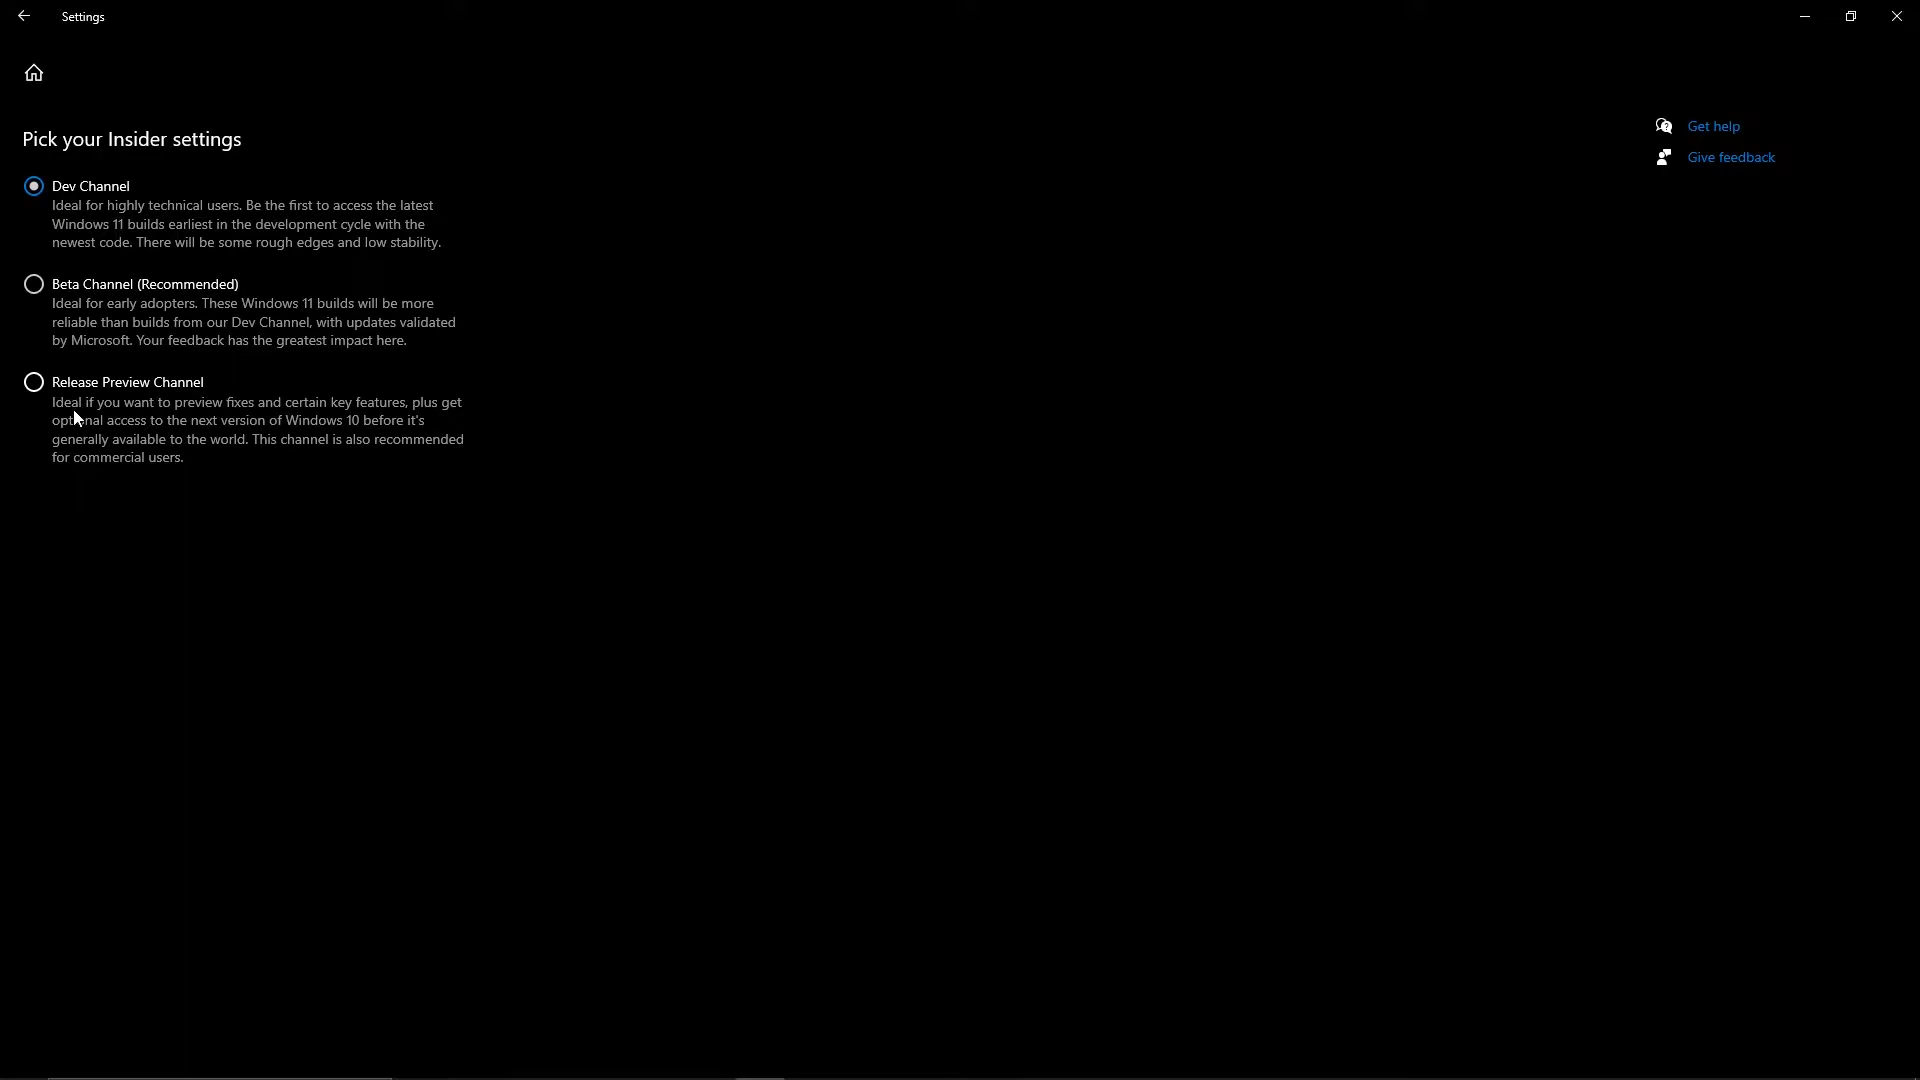 Settings
Pick your Insider settings
Get help
Give feedback
Dev Channel
Ideal for highly technical users. Be the first to access the latest
Windows 11 builds earliest in the development cycle with the
newest code. There will be some rough edges and low stability.
Beta Channel (Recommended)
Ideal for early adopters. These Windows 11 builds will be more
reliable than builds from our Dev Channel, with updates validated
by Microsoft. Your feedback has the greatest impact here.
Release Preview Channel
Ideal if you want to preview fixes and certain key features, plus get
optional access to the next version of Windows 10 before it's
generally available to the world. This channel is also recommended
for commercial users.